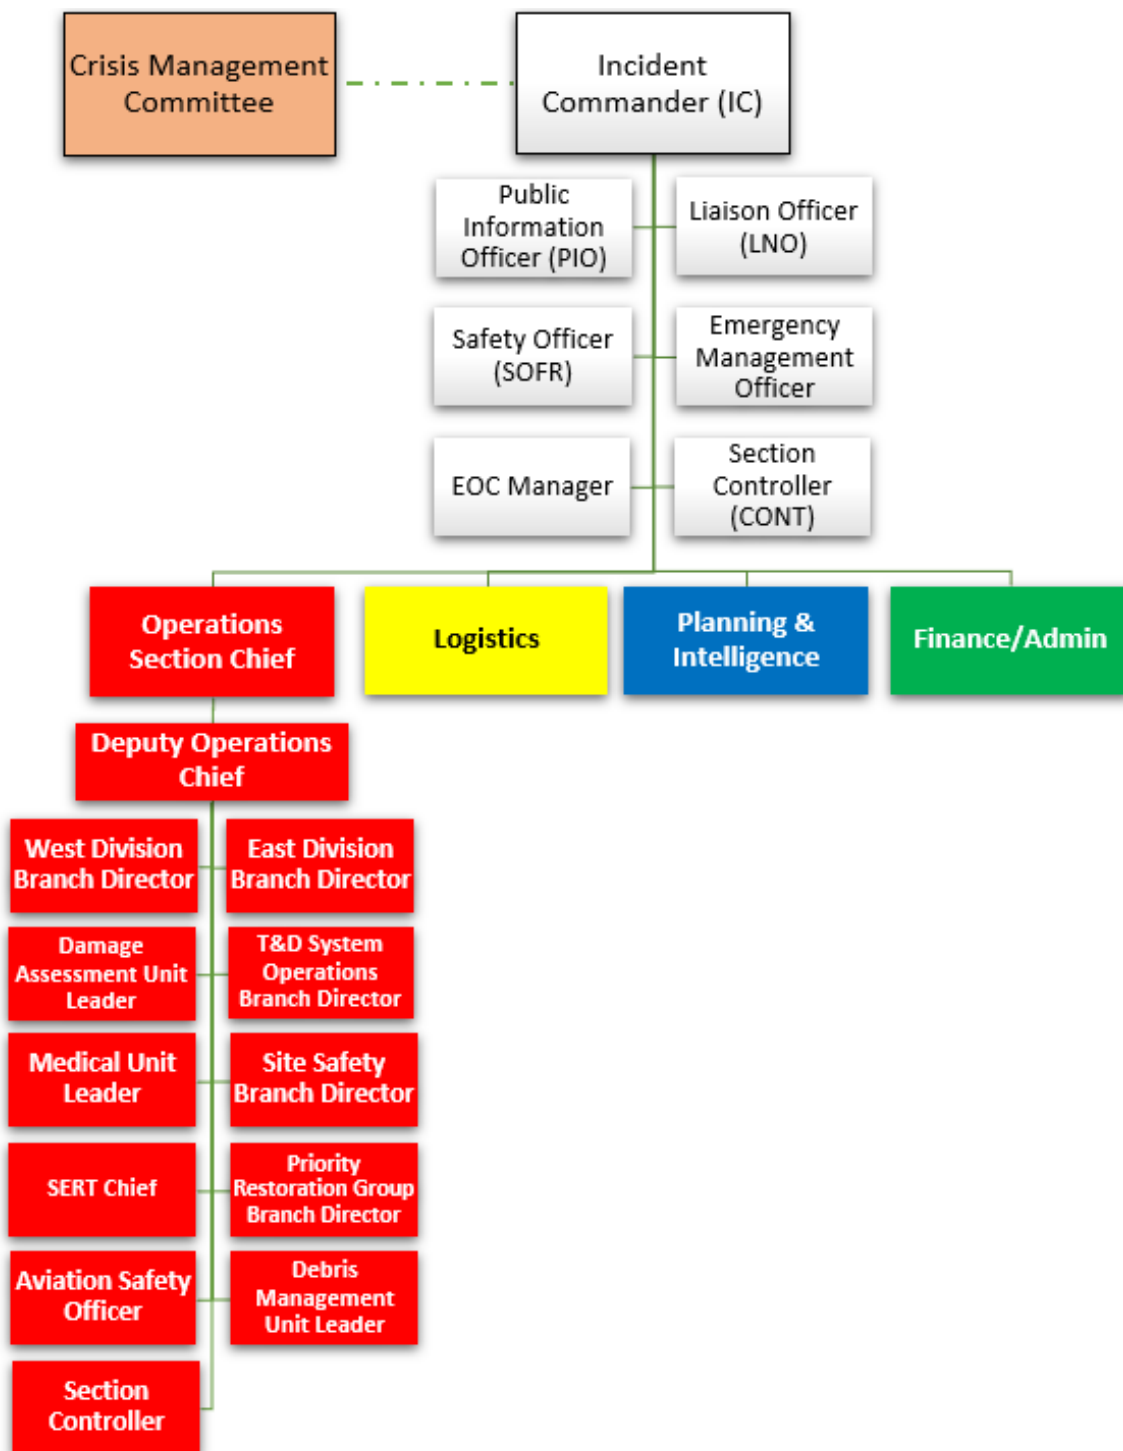 Crisis Management
Committee
Incident
Commander (IC)
Public
Information
Officer (PIO)
Liaison Officer
(LNO)
Safety Officer
(SOFR)
Emergency
Management
Officer
EOC Manager
Section
Controller
(CONT)
Operations
Section Chief
Logistics
Planning &
Intelligence
Finance/Admin
Deputy Operations
Chief
West Division
Branch Director
East Division
Branch Director
Damage
Assessment Unit
Leader
T&D System
Operations
Branch Director
Medical Unit
Leader
Site Safety
Branch Director
SERT Chief
Priority
Restoration Group
Branch Director
Aviation Safety
Officer
Debris
Management
Unit Leader
Section
Controller